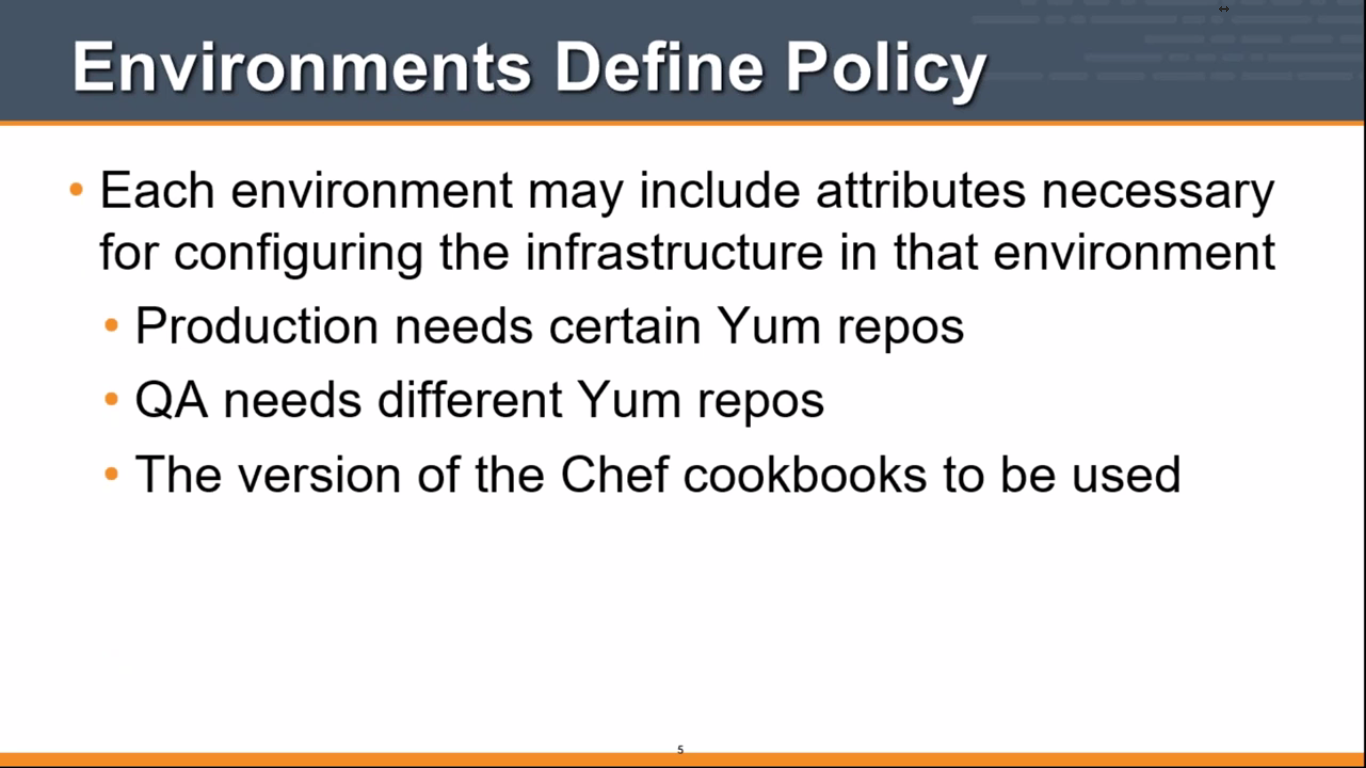 Environments Define Policy
• Each environment may include attributes necessary
for configuring the infrastructure in that environment
• Production needs certain Yum repos
• QA needs different Yum repos
• The version of the Chef cookbooks to be used
5